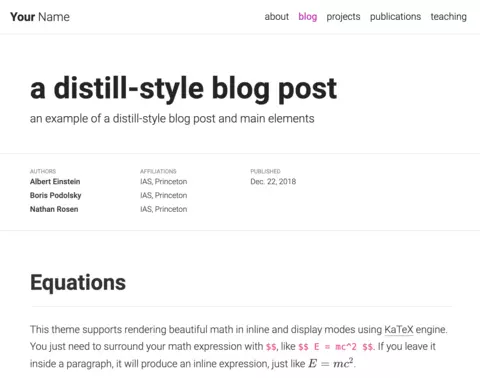 Your Name about blog projects publications teaching
a distill-style blog post
an example of a distill-style blog post and main elements
AUTHORS AFFILIATIONS PUBLISHED
Albert Einstein IAS, Princeton Dec. 22, 2018
Boris Podolsky IAS, Princeton
Nathan Rosen IAS, Princeton
Equations
This theme supports rendering beautiful math in inline and display modes using KaTeX engine.
You just need to surround your math expression with $$, like $$ E = mc^2 $$. If you leave it
inside a paragraph, it will produce an inline expression, just like E = mc².